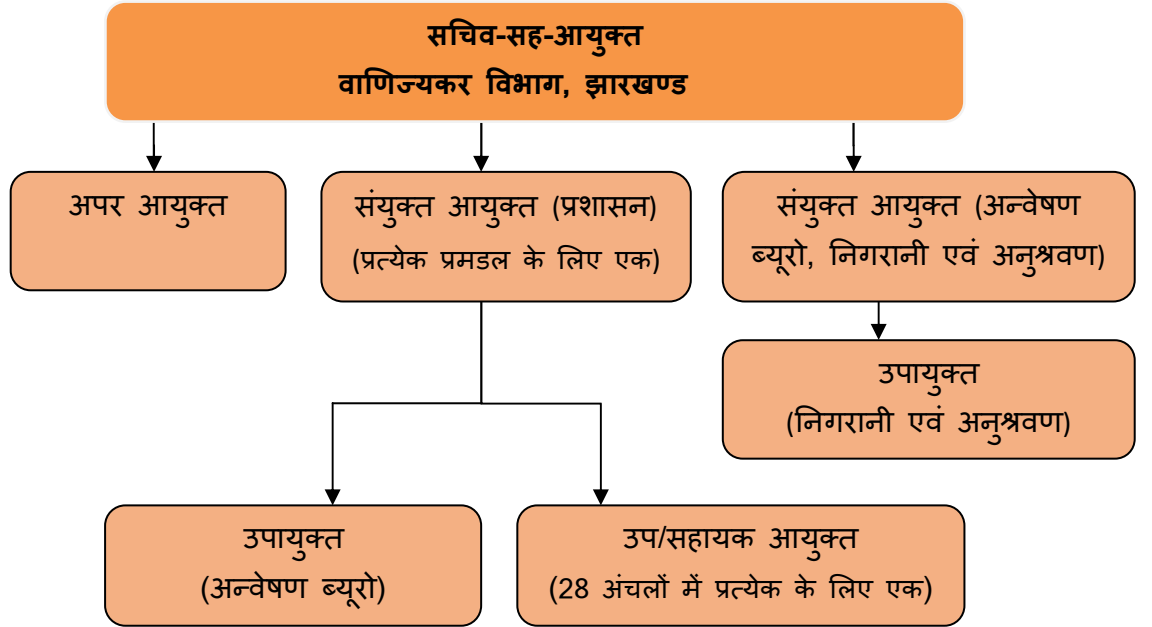 सचिव-सह-आयुक्त
वाणिज्यकर विभाग, झारखण्ड
अपर आयुक्त
संयुक्त आयुक्त (प्रशासन)
(प्रत्येक प्रमडल के लिए एक)
संयुक्त आयुक्त (अन्वेषण
ब्यूरो, निगरानी एवं अनुश्रवण)
उपायुक्त
(निगरानी एवं अनुश्रवण)
उपायुक्त
(अन्वेषण ब्यूरो)
उप/सहायक आयुक्त
(28 अंचलों में प्रत्येक के लिए एक)